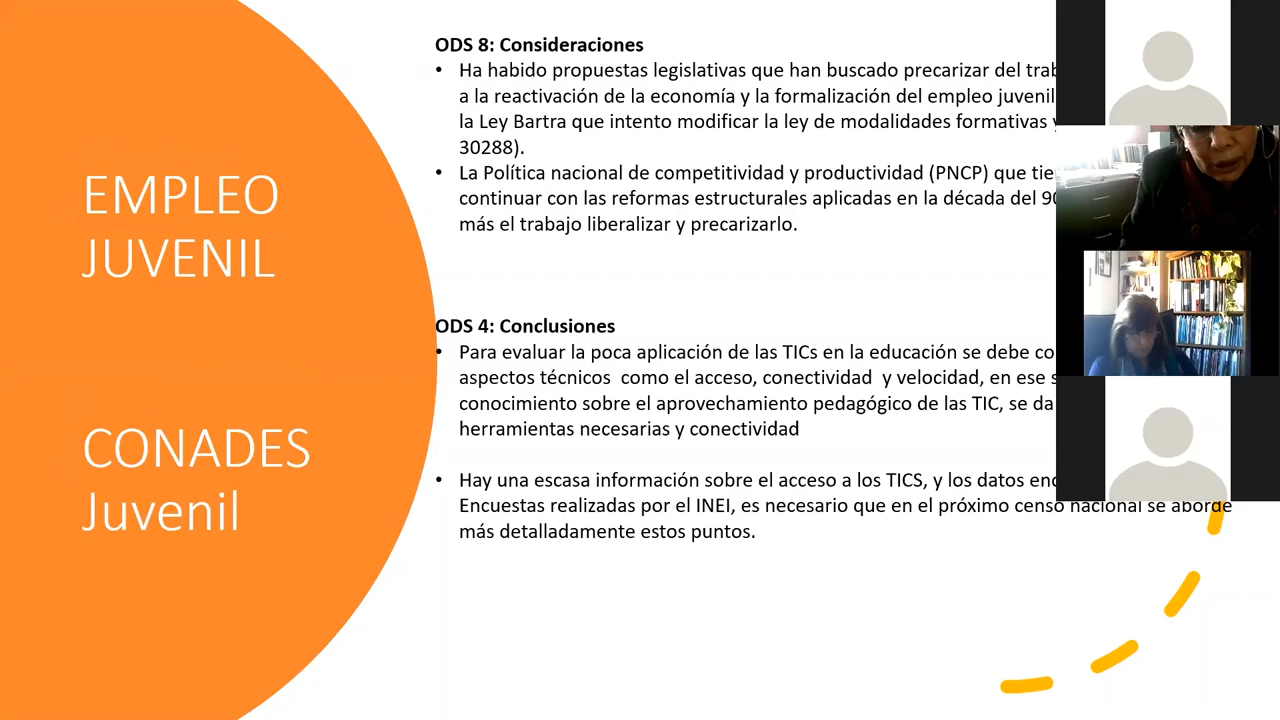 EMPLEO
JUVENIL
CONADES
Juvenil
ODS 8: Consideraciones
• Ha habido propuestas legislativas que han buscado precarizar del
a la reactivación de la economía y la formalización del empleo juvenil
la Ley Bartra que intento modificar la ley de modalidades formativas
30288).
• La Política nacional de competitividad y productividad (PNCP) que
continuar con las reformas estructurales aplicadas en la década del
más el trabajo liberalizar y precarizarlo.
ODS 4: Conclusiones
• Para evaluar la poca aplicación de las TICs en la educación se debe
aspectos técnicos como el acceso, conectividad y velocidad, en ese
conocimiento sobre el aprovechamiento pedagógico de las TIC, se
herramientas necesarias y conectividad
• Hay una escasa información sobre el acceso a los TICS, y los datos
Encuestas realizadas por el INEI, es necesario que en el próximo censo nacional se aborde
más detalladamente estos puntos.